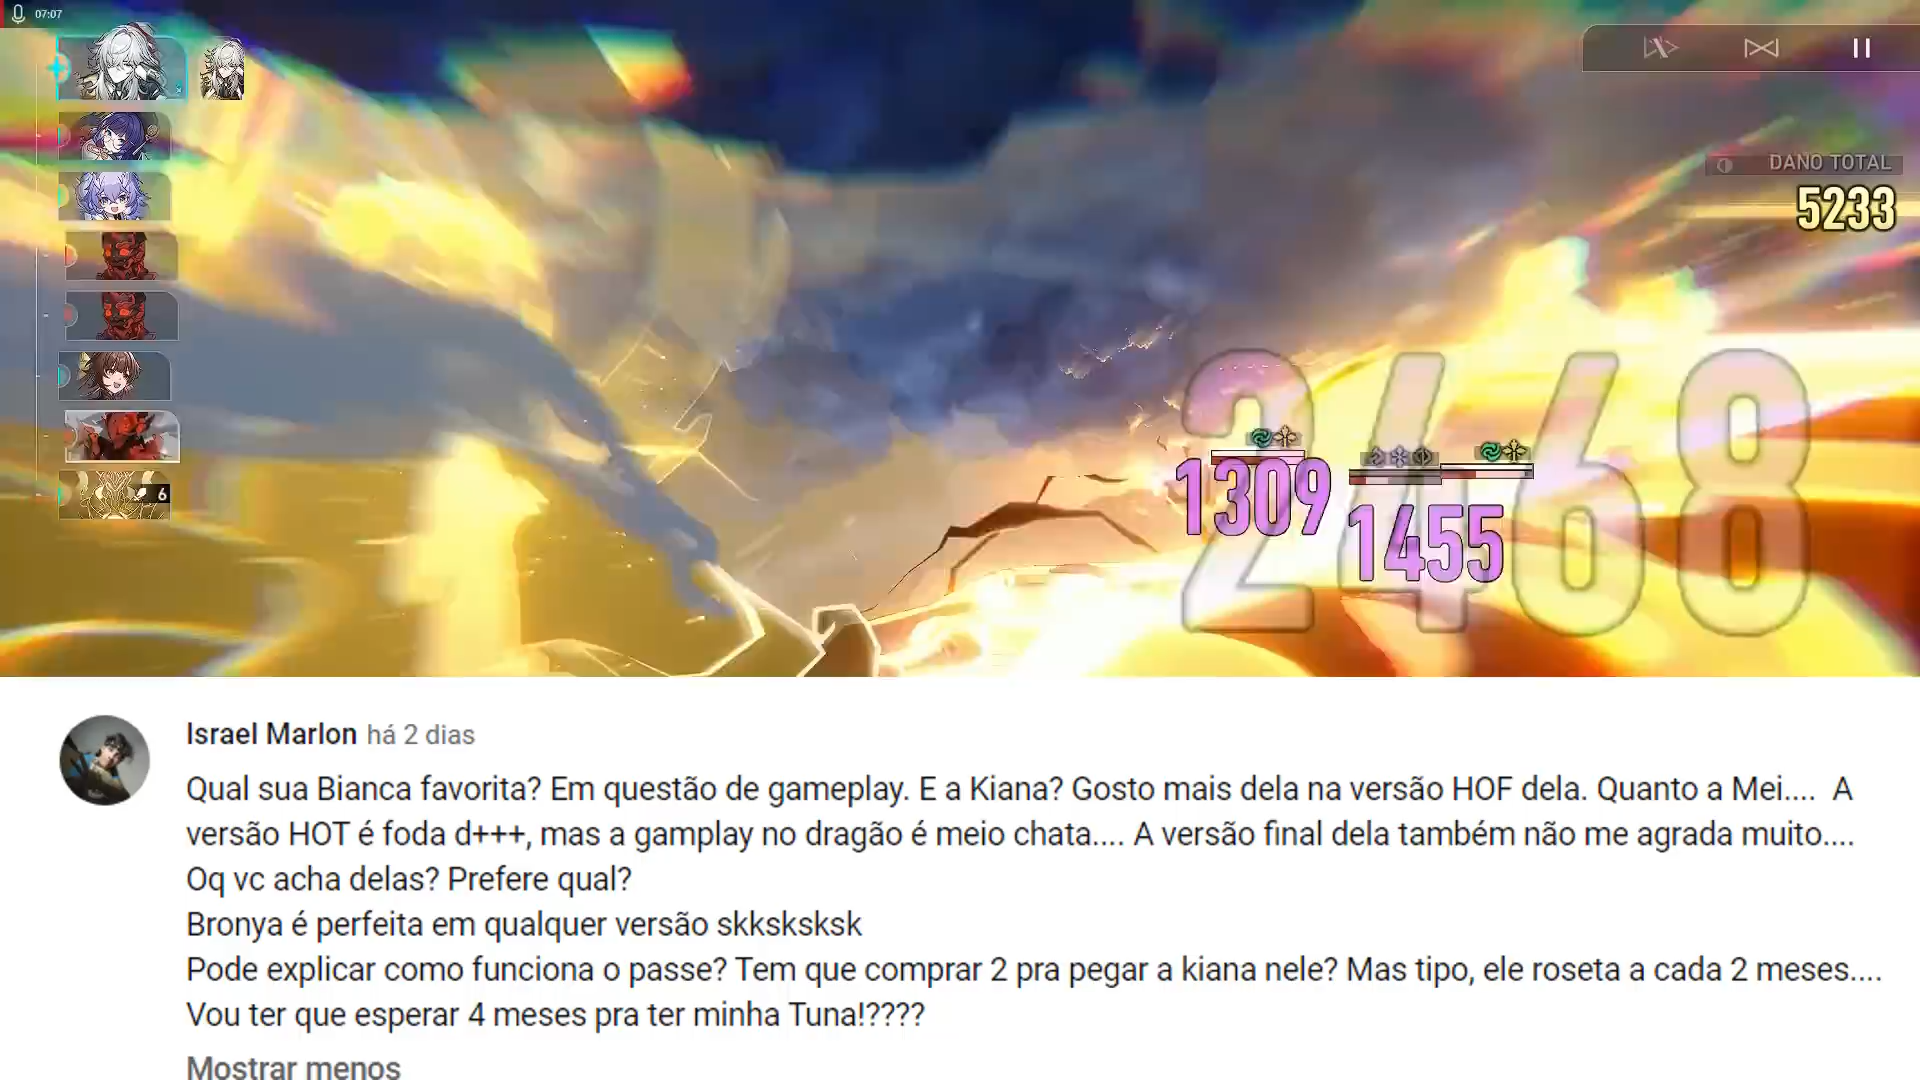 07:07
DANO TOTAL
5233
2468
1309
1455
6
Israel Marlon há 2 dias
Qual sua Bianca favorita? Em questão de gameplay. E a Kiana? Gosto mais dela na versão HOF dela. Quanto a Mei.... A
versão HOT é foda d+++, mas a gamplay no dragão é meio chata.... A versão final dela também não me agrada muito....
Oq vc acha delas? Prefere qual?
Bronya é perfeita em qualquer versão skksksksk
Pode explicar como funciona o passe? Tem que comprar 2 pra pegar a kiana nele? Mas tipo, ele roseta a cada 2 meses....
Vou ter que esperar 4 meses pra ter minha Tuna!????
Mostrar menos